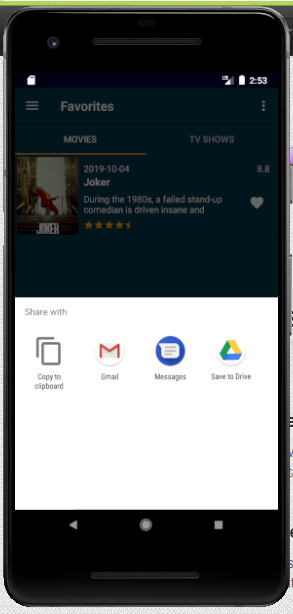 2:53
Favorites
MOVIES TV SHOWS
2019-10-04 8.8
Joker
During the 1980s, a failed stand-up
comedian is driven insane and
JOKER
Share with
Copy to
clipboard
Gmail
Messages
Save to Drive